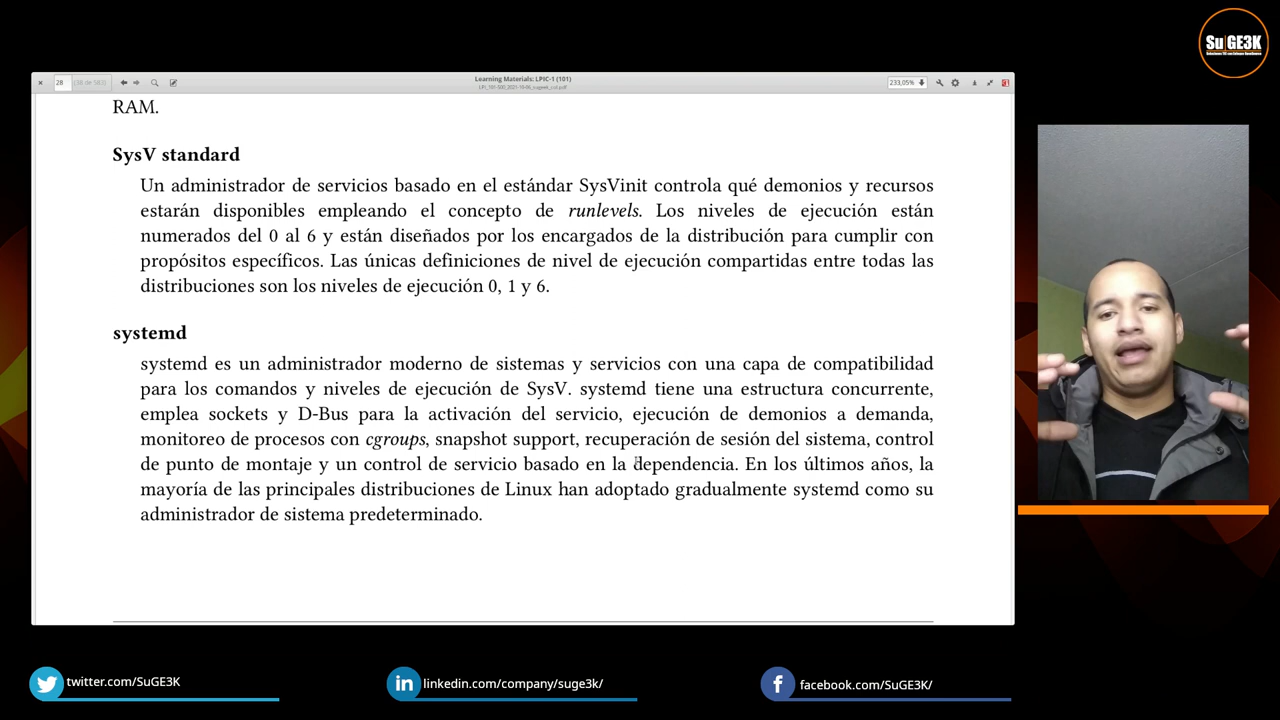 Su GE3K
28
Learning Materials: LPIC-1 (101)
233,05%
RAM.
SysV standard
Un administrador de servicios basado en el estándar SysVinit controla qué demonios y recursos
estarán disponibles empleando el concepto de runlevels. Los niveles de ejecución están
numerados del 0 al 6 y están diseñados por los encargados de la distribución para cumplir con
propósitos específicos. Las únicas definiciones de nivel de ejecución compartidas entre todas las
distribuciones son los niveles de ejecución 0, 1 y 6.
systemd
systemd es un administrador moderno de sistemas y servicios con una capa de compatibilidad
para los comandos y niveles de ejecución de SysV. systemd tiene una estructura concurrente,
emplea sockets y D-Bus para la activación del servicio, ejecución de demonios a demanda,
monitoreo de procesos con cgroups, snapshot support, recuperación de sesión del sistema, control
de punto de montaje y un control de servicio basado en la dependencia. En los últimos años, la
mayoría de las principales distribuciones de Linux han adoptado gradualmente systemd como su
administrador de sistema predeterminado.
twitter.com/SuGE3K
linkedin.com/company/suge3k/
facebook.com/SuGE3K/